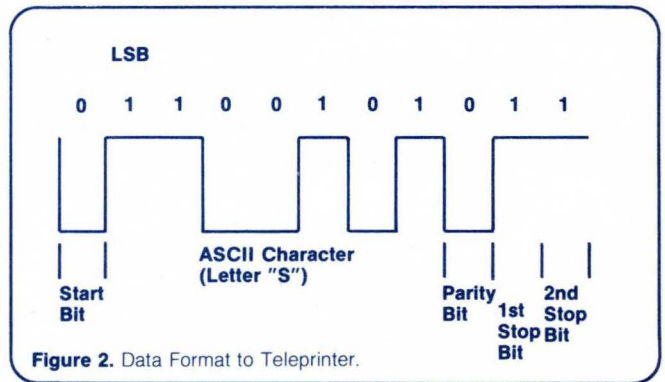 LSB
0 1 1 0 0 1 0 1 0 1 1
ASCII Character
(Letter "S")
Start
Bit
Parity
Bit
1st
Stop
Bit
2nd
Stop
Bit
Figure 2. Data Format to Teleprinter.